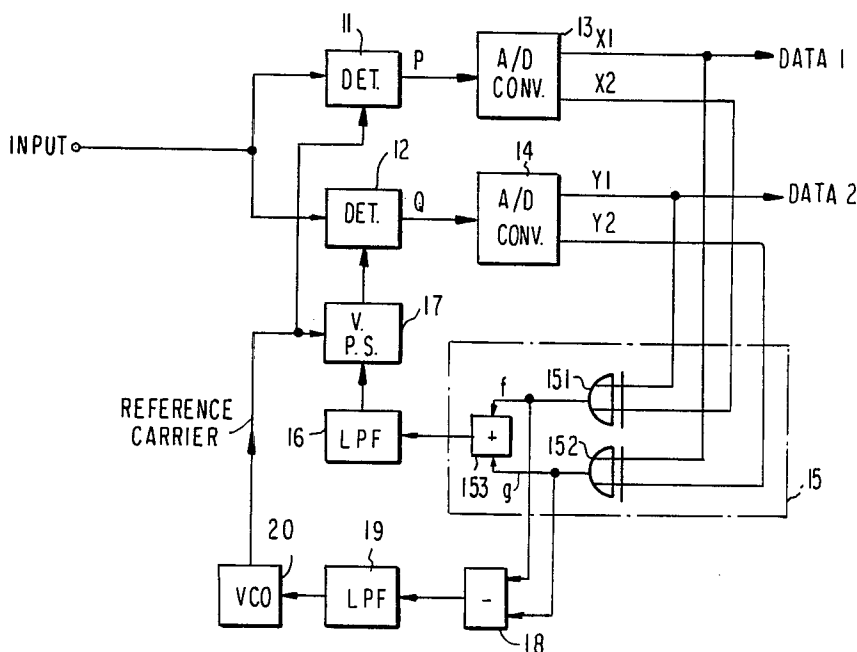 11
DET.
P
13
A/D
CONV.
X1
X2
DATA 1
INPUT
12
DET.
Q
14
A/D
CONV.
Y1
Y2
DATA 2
V.
P.S.
17
REFERENCE
CARRIER
16
LPF
f
+
153
g
151
152
15
20
VCO
19
LPF
-
18